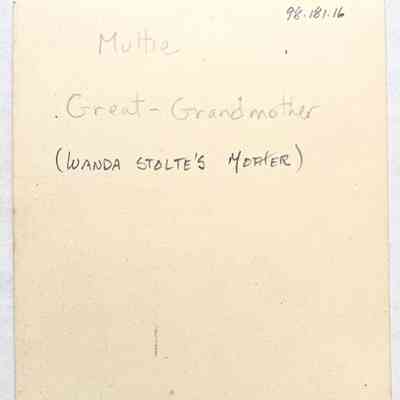 98.181.16
Muttie
Great-Grandmother
(WANDA STOLTE'S MOTHER)